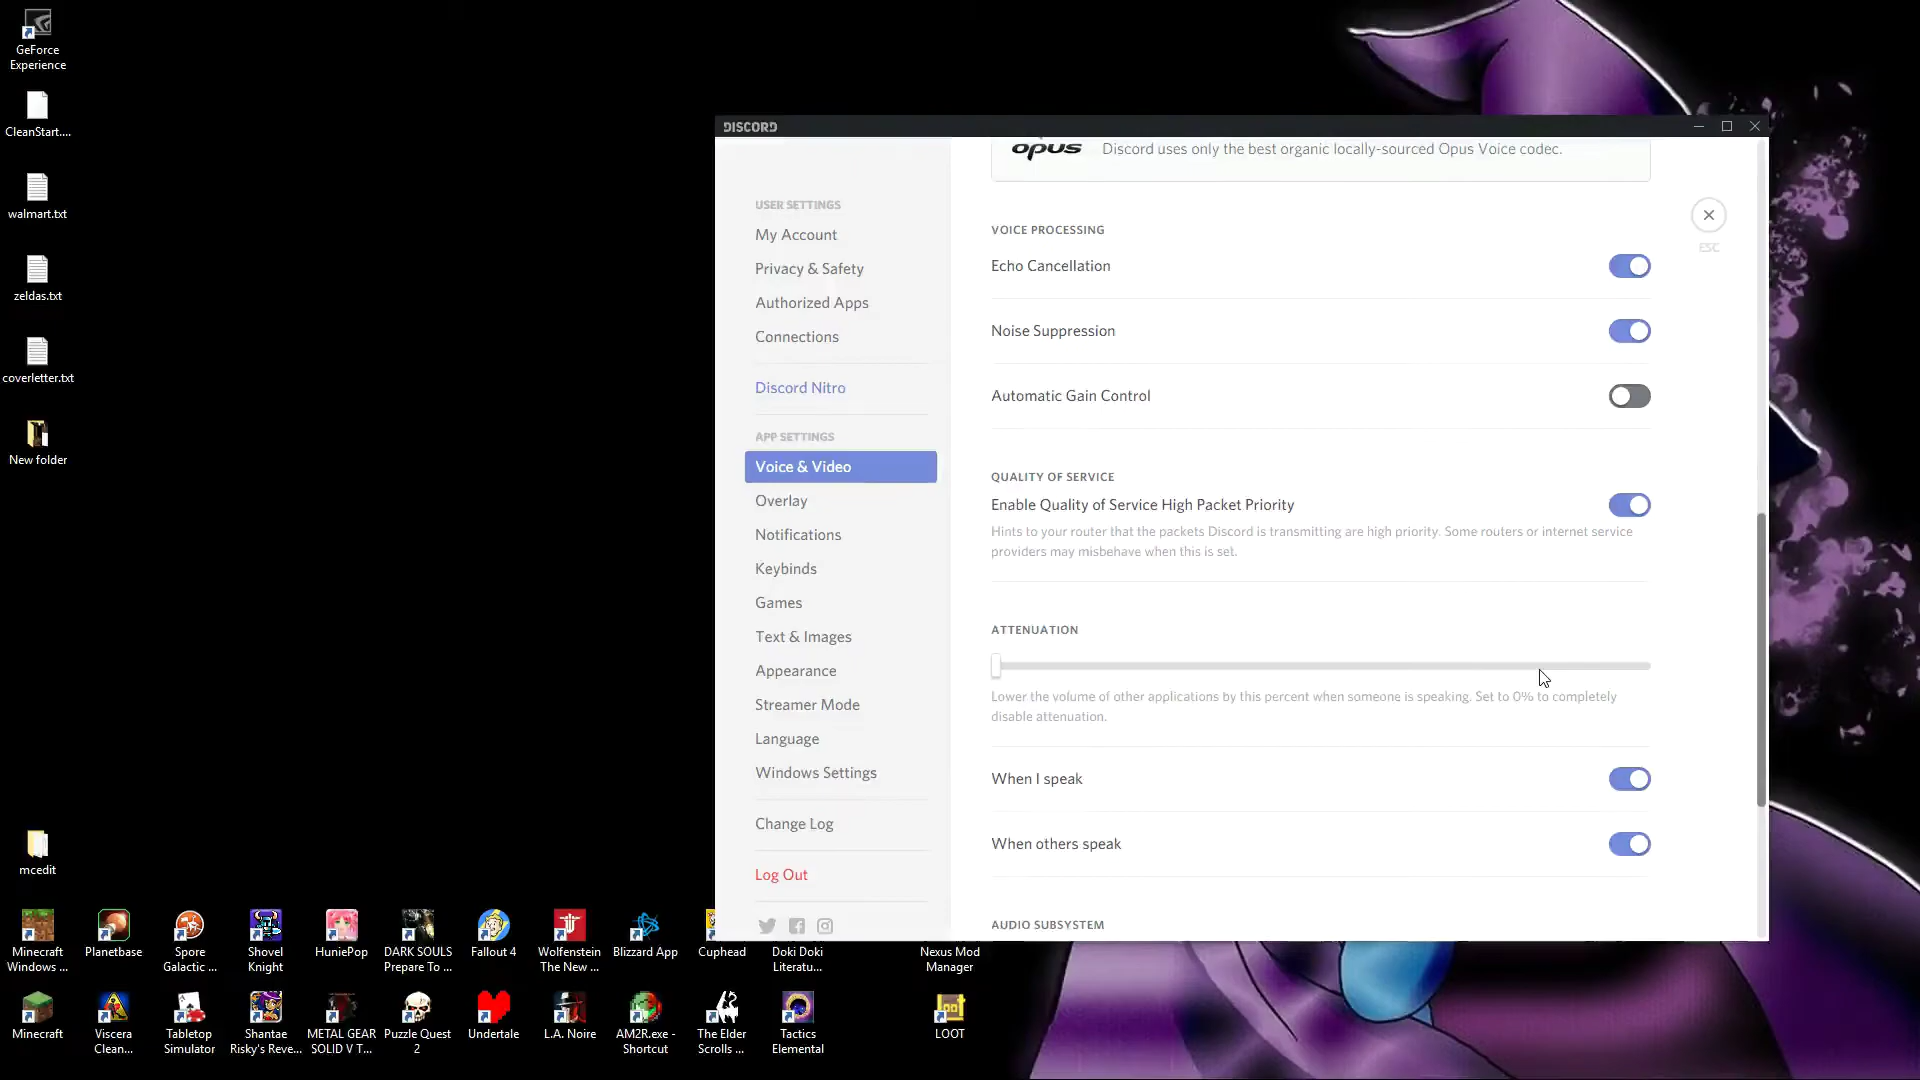 GeForce
Experience
CleanStart....
walmart.txt
zeldas.txt
coverletter.txt
New folder
mcedit
DISCORD
opus
Discord uses only the best organic locally-sourced Opus Voice codec.
USER SETTINGS
My Account
Privacy & Safety
Authorized Apps
Connections
Discord Nitro
APP SETTINGS
Voice & Video
Overlay
Notifications
Keybinds
Games
Text & Images
Appearance
Streamer Mode
Language
Windows Settings
Change Log
Log Out
ESC
VOICE PROCESSING
Echo Cancellation
Noise Suppression
Automatic Gain Control
QUALITY OF SERVICE
Enable Quality of Service High Packet Priority
Hints to your router that the packets Discord is transmitting are high priority. Some routers or internet service
providers may misbehave when this is set.
ATTENUATION
Lower the volume of other applications by this percent when someone is speaking. Set to 0% to completely
disable attenuation.
When I speak
When others speak
AUDIO SUBSYSTEM
Minecraft
Windows ...
Planetbase
Spore
Galactic ...
Shovel
Knight
HuniePop
DARK SOULS
Prepare To ...
Fallout 4
Wolfenstein
The New ...
Blizzard App
Cuphead
Doki Doki
Literatu...
Nexus Mod
Manager
Minecraft
Viscera
Clean...
Tabletop
Simulator
Shantae
Risky's Reve...
METAL GEAR
SOLID V T...
Puzzle Quest
2
Undertale
L.A. Noire
AM2R.exe -
Shortcut
The Elder
Scrolls ...
Tactics
Elemental
loot
LOOT